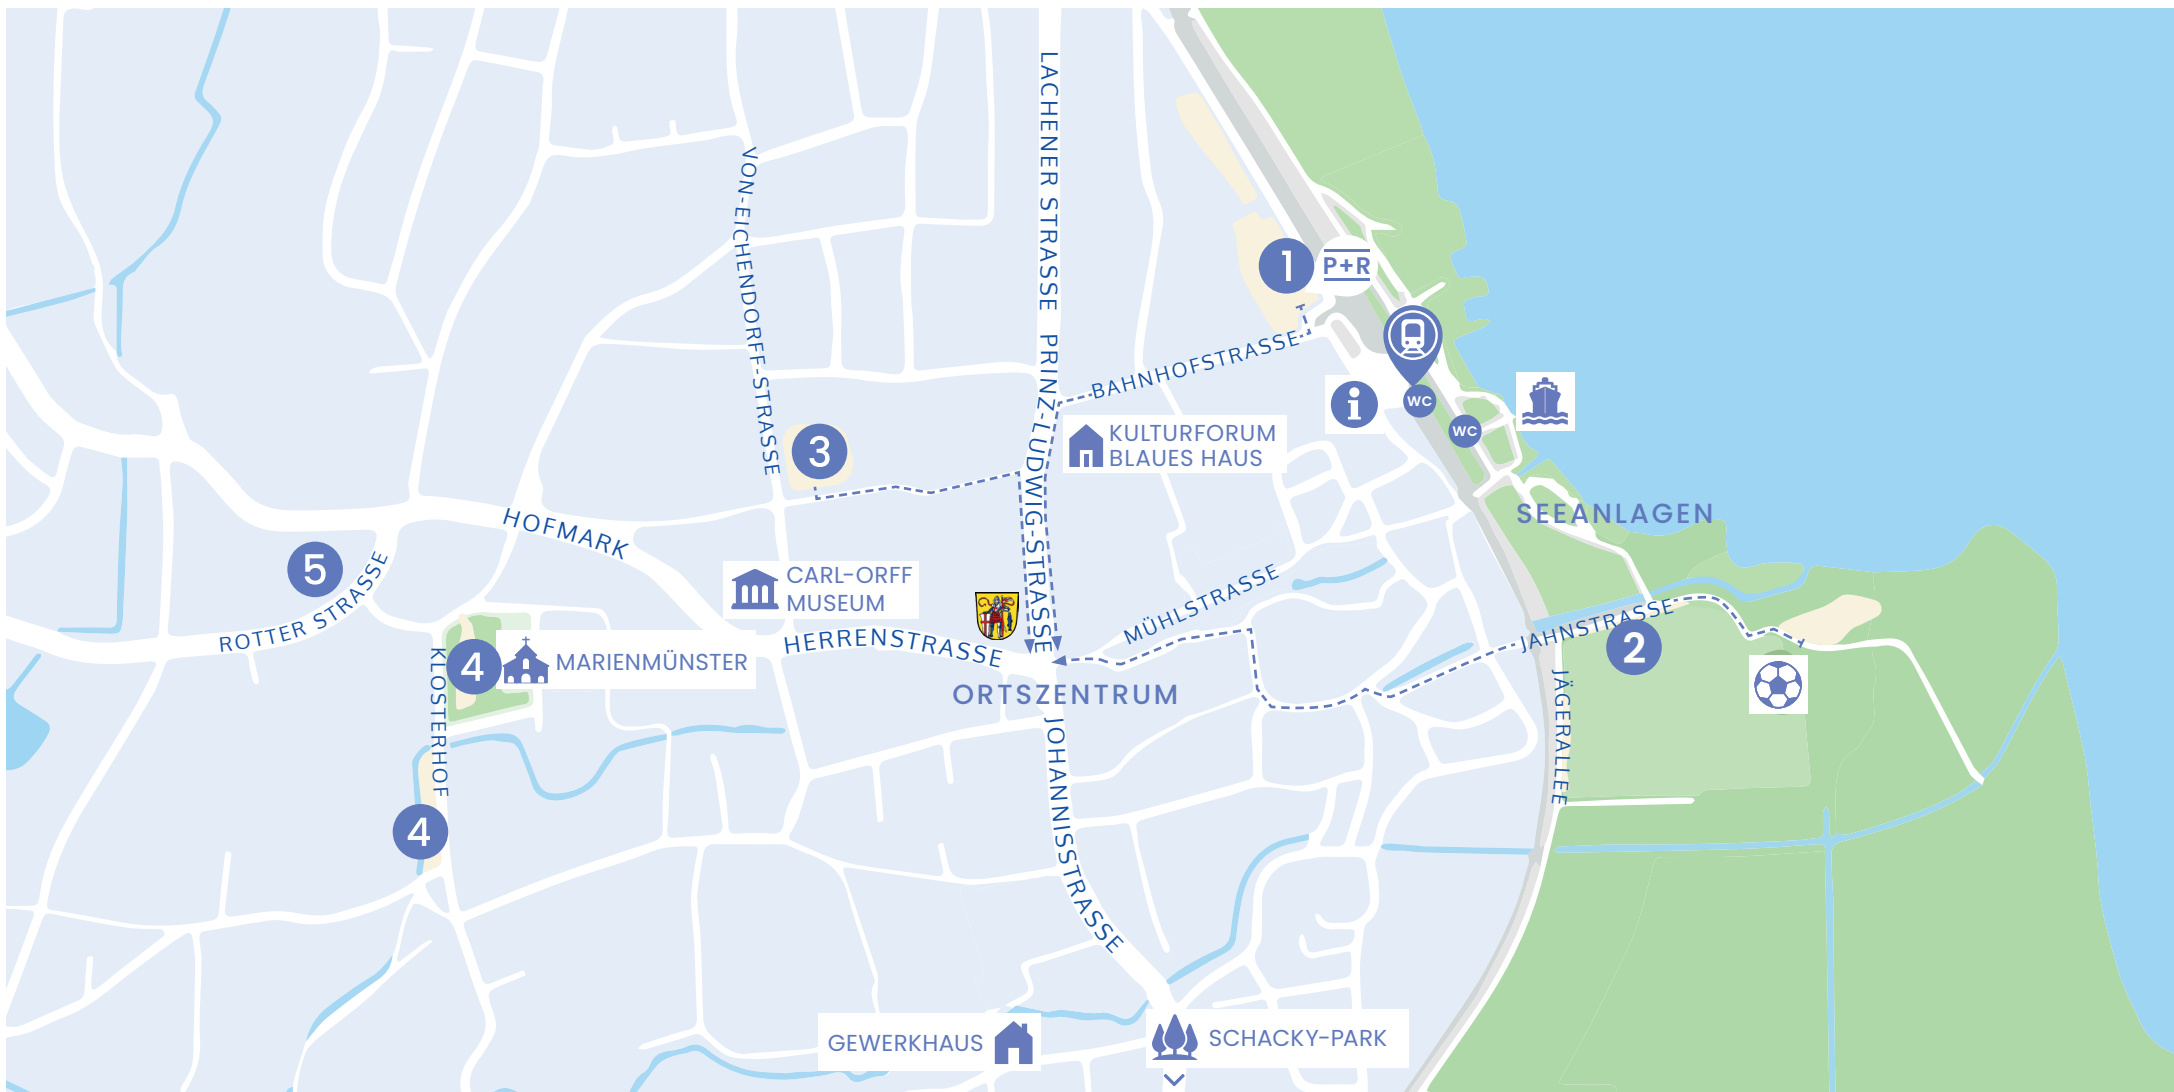 LACHENER STRASSE
VON-EICHENDORFF-STRASSE
1
P+R
PRINZ-LUDWIG-STRASSE
BAHNHOFSTRASSE
i
WC
WC
KULTURFORUM
BLAUES HAUS
3
SEEANLAGEN
HOFMARK
5
ROTTER STRASSE
CARL-ORFF
MUSEUM
MÜHLSTRASSE
JAHNSTRASSE
2
HERRENSTRASSE
4
MARIENMÜNSTER
KLOSTERHOF
ORTSZENTRUM
JÄGERALLEE
JOHANNISSTRASSE
4
GEWERKHAUS
SCHACKY-PARK